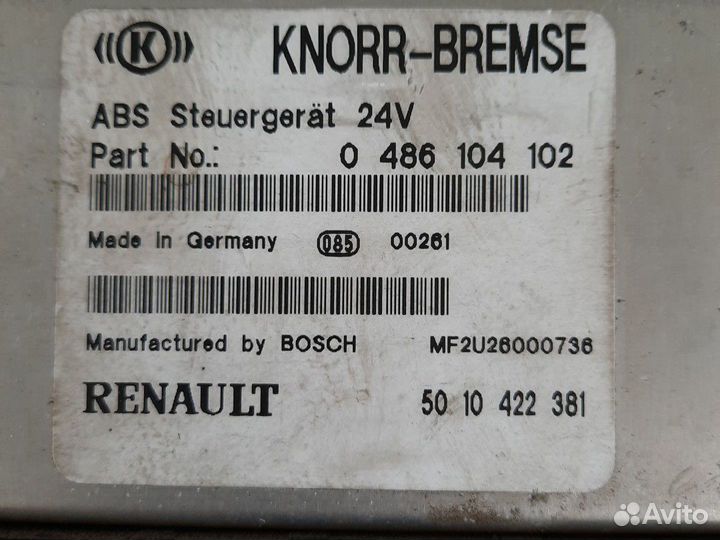 ((K)) KNORR-BREMSE
ABS Steuergerät 24V
Part No.: 0 486 104 102
Made in Germany 085 00261
Manufactured by BOSCH MF2U26000736
RENAULT 50 10 422 381
Avito